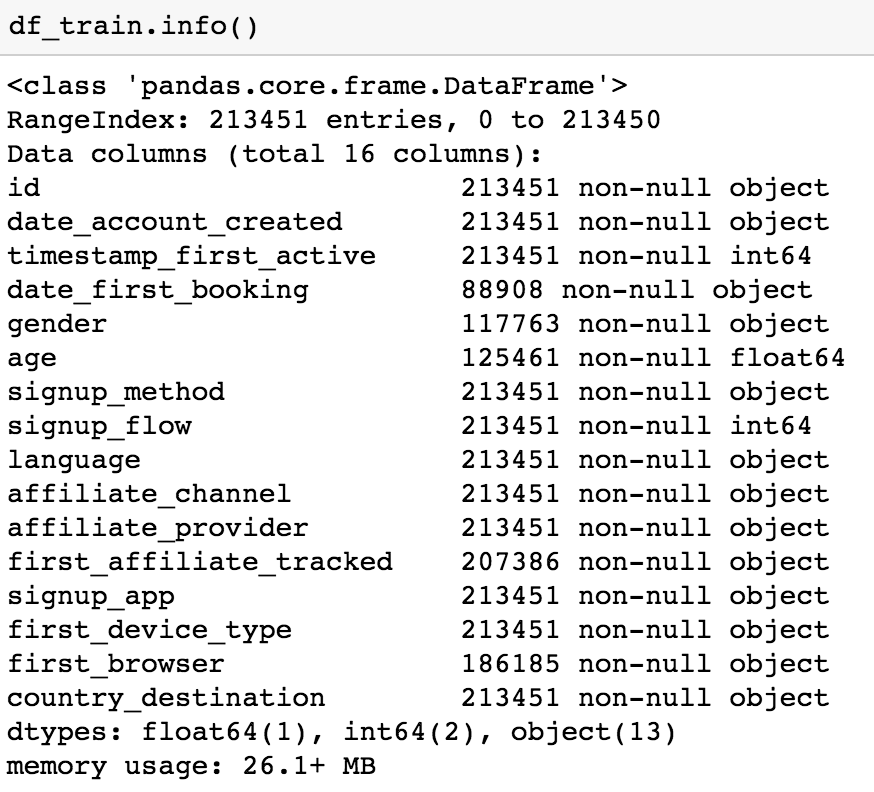 df_train.info()
<class 'pandas.core.frame.DataFrame'>
RangeIndex: 213451 entries, 0 to 213450
Data columns (total 16 columns):
id                         213451 non-null object
date_account_created       213451 non-null object
timestamp_first_active     213451 non-null int64
date_first_booking         88908 non-null object
gender                     117763 non-null object
age                        125461 non-null float64
signup_method              213451 non-null object
signup_flow                213451 non-null int64
language                   213451 non-null object
affiliate_channel          213451 non-null object
affiliate_provider         213451 non-null object
first_affiliate_tracked    207386 non-null object
signup_app                 213451 non-null object
first_device_type          213451 non-null object
first_browser              186185 non-null object
country_destination        213451 non-null object
dtypes: float64(1), int64(2), object(13)
memory usage: 26.1+ MB